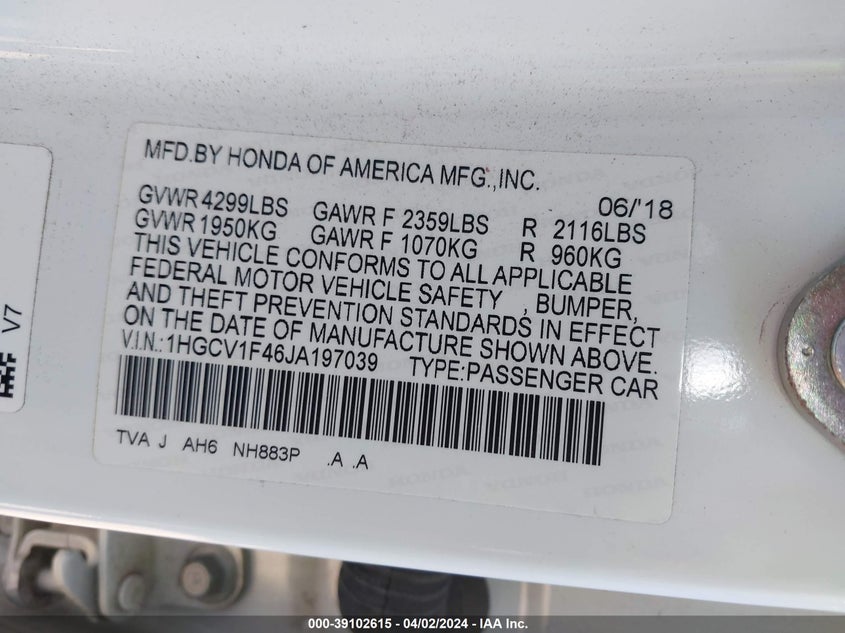 MFD.BY HONDA OF AMERICA MFG.,INC.
06/'18
GVWR 4299LBS GAWR F 2359LBS R 2116LBS
GVWR 1950KG GAWR F 1070KG R 960KG
THIS VEHICLE CONFORMS TO ALL APPLICABLE
FEDERAL MOTOR VEHICLE SAFETY , BUMPER,
AND THEFT PREVENTION STANDARDS IN EFFECT
ON THE DATE OF MANUFACTURE SHOWN ABOVE.
V.I.N.: 1HGCV1F46JA197039 TYPE:PASSENGER CAR
TVA J AH6 NH883P .A .A
V7
000-39102615 - 04/02/2024 - IAA Inc.